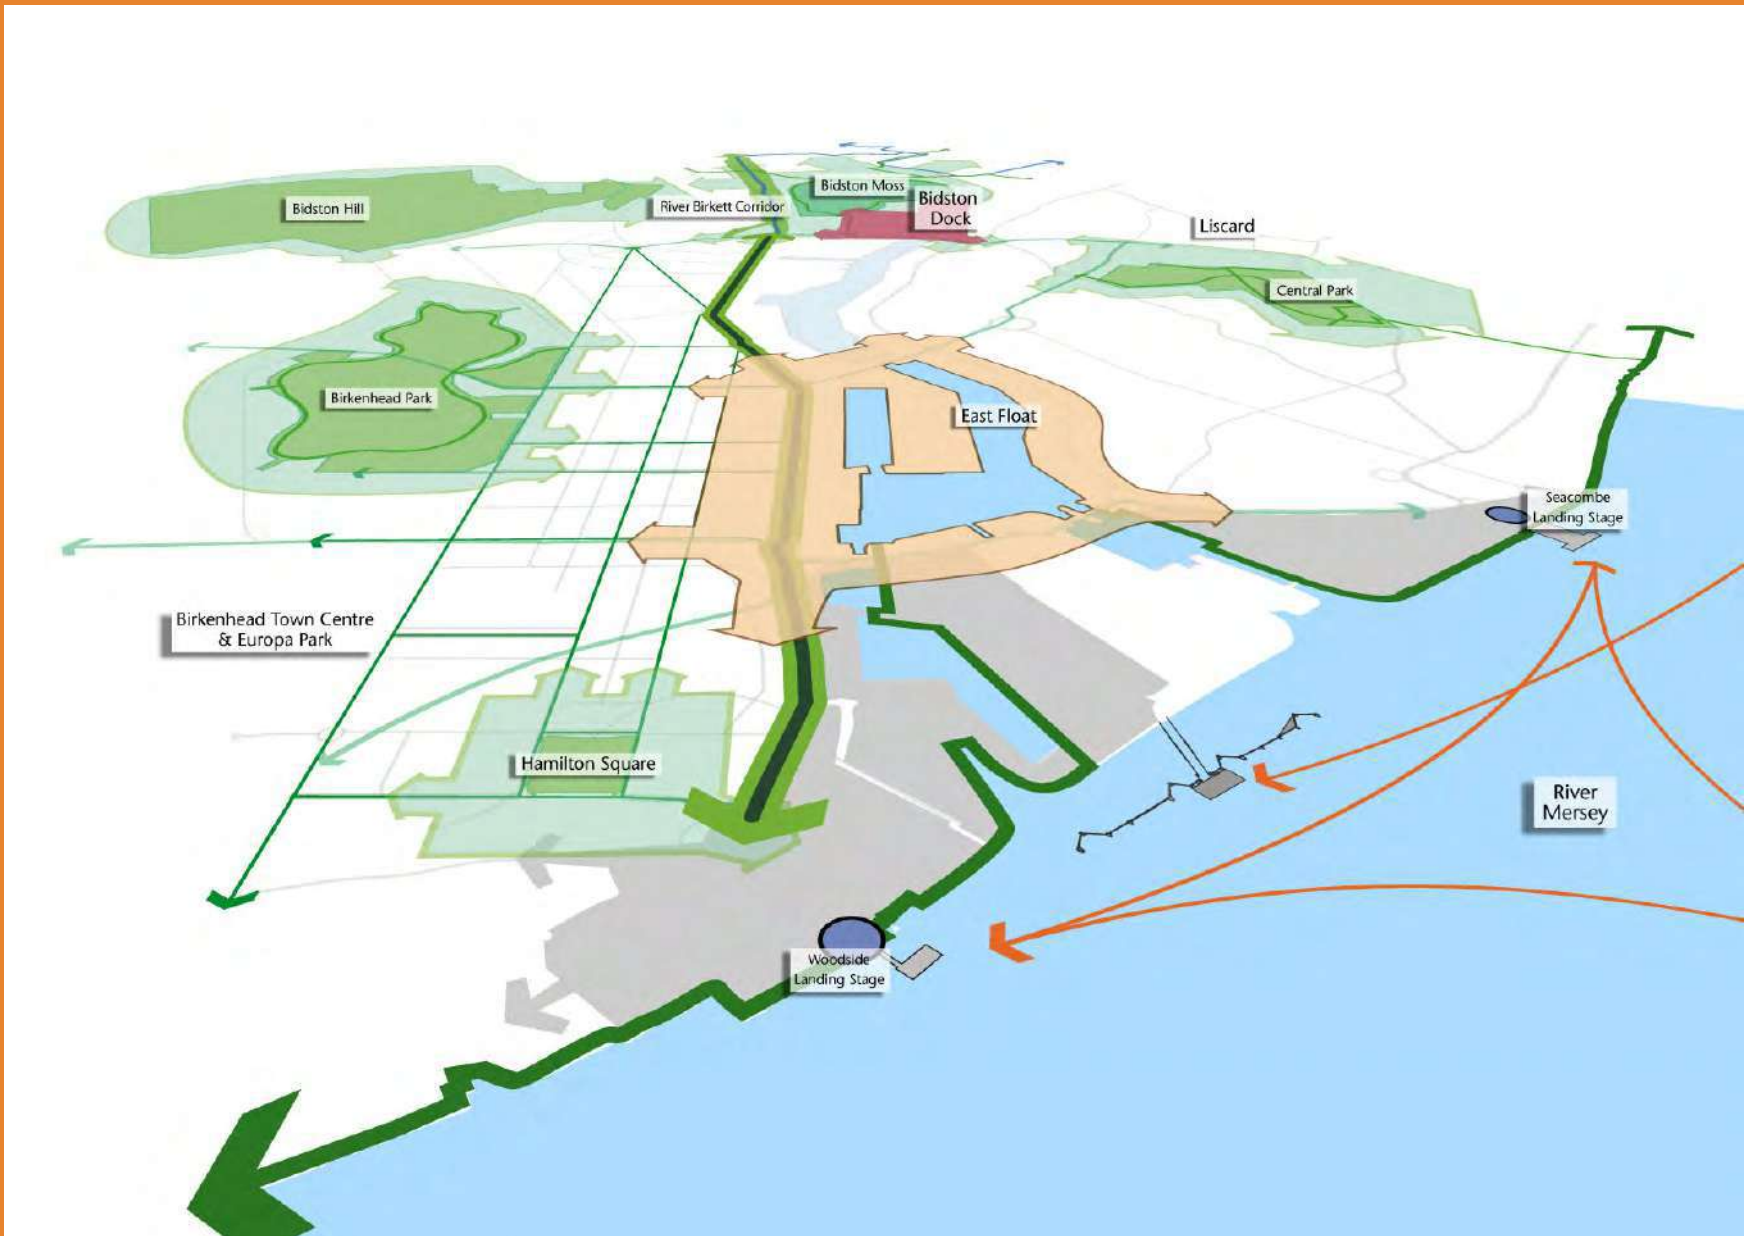 Bidston Hill
River Birkett Corridor
Bidston Moss
Bidston
Dock
Liscard
Central Park
Birkenhead Park
East Float
Seacombe
Landing Stage
Birkenhead Town Centre
& Europa Park
Hamilton Square
River
Mersey
Woodside
Landing Stage